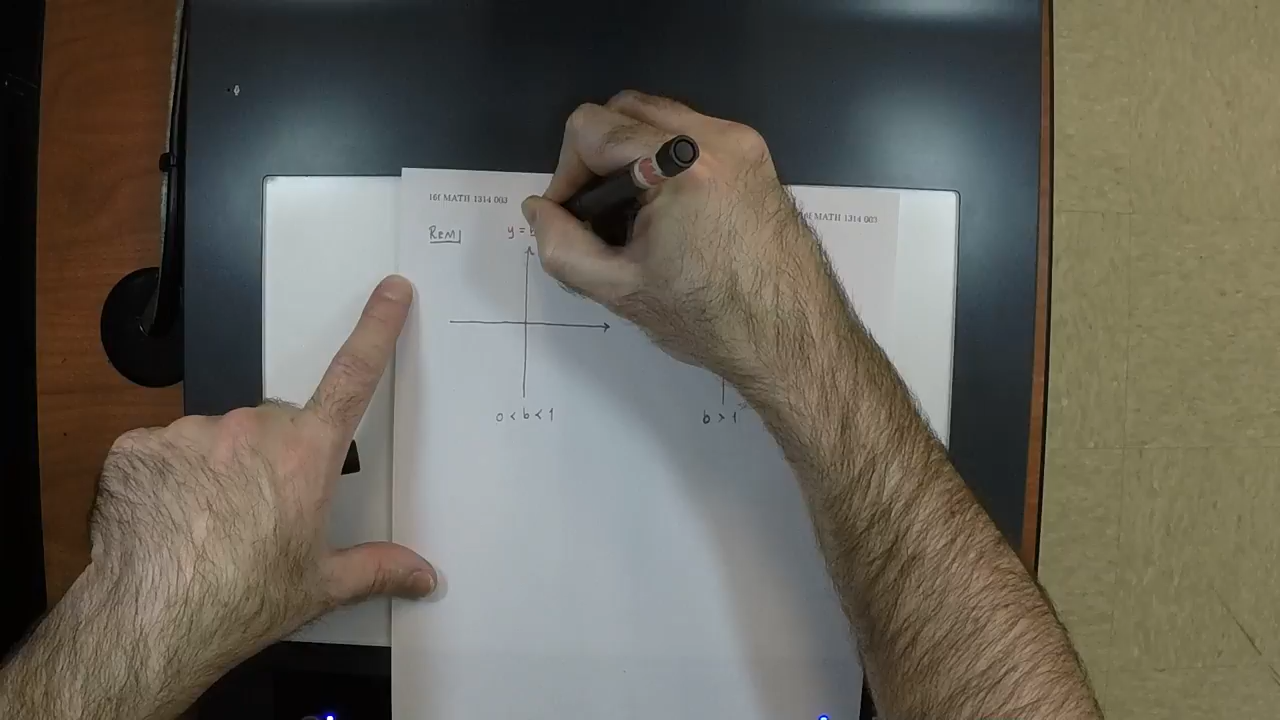 16f MATH 1314 003 16f MATH 1314 003
REM y =
0 < b < 1 b > 1